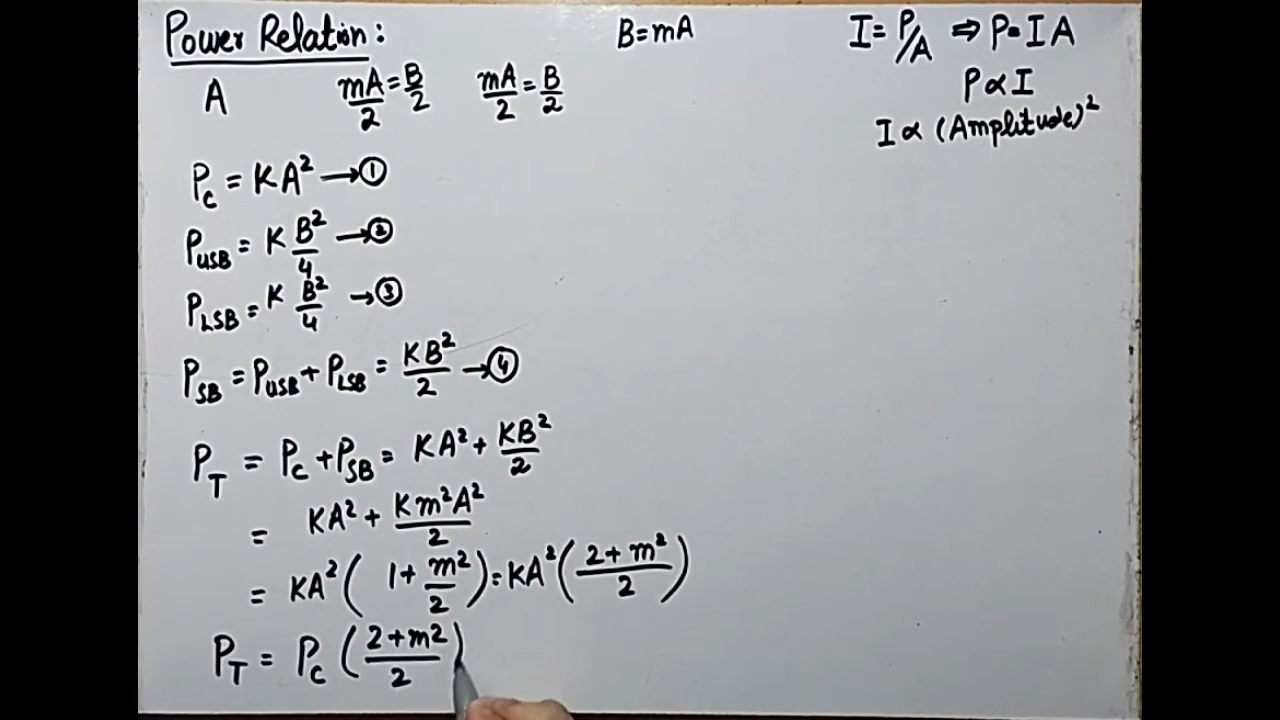 Power Relation:
B=mA
I= P/A ⇒ P=IA
P∝I
I∝(Amplitude)²
A
mA/2=B/2
mA/2=B/2
P_C = KA² →①
P_USB = K B²/4 →②
P_LSB = K B²/4 →③
P_SB = P_USB + P_LSB = KB²/2 →④
P_T = P_C + P_SB = KA² + KB²/2
= KA² + Km²A²/2
= KA² ( 1 + m²/2 ) = KA² ( 2 + m²/2 )
P_T = P_C ( 2 + m²/2 )